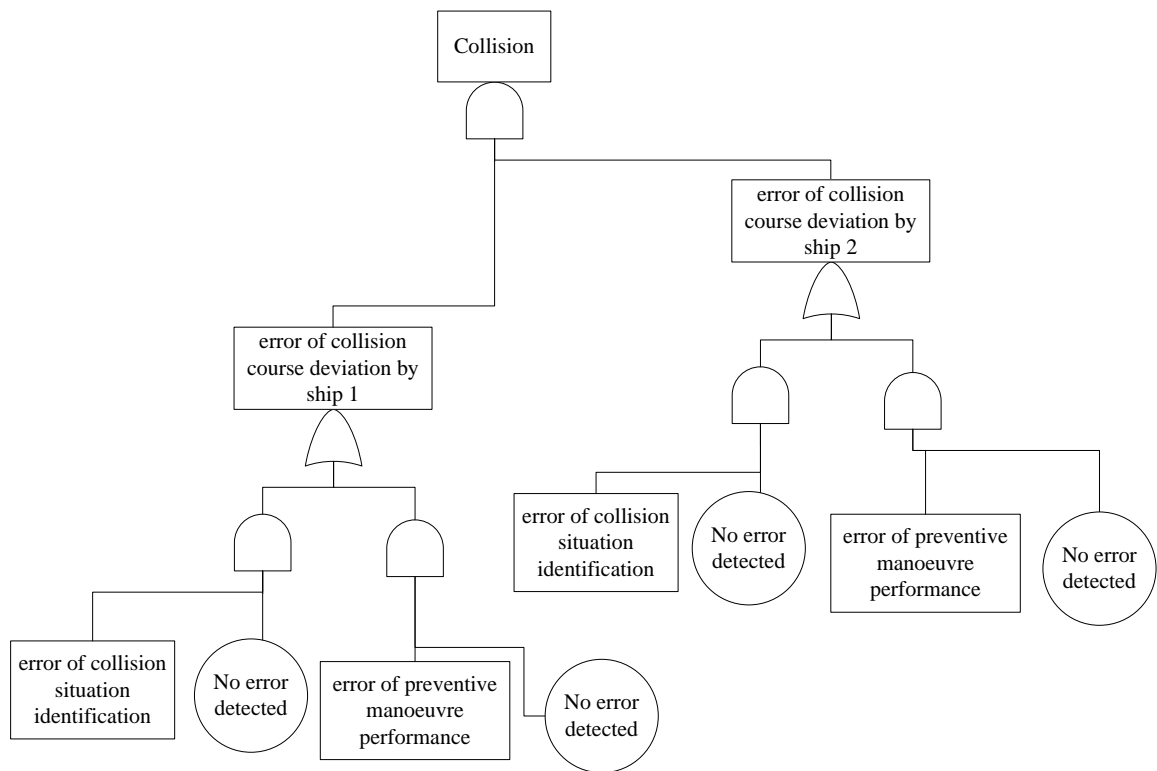 Collision
error of collision
course deviation by
ship 2
error of collision
course deviation by
ship 1
error of collision
situation
identification
No error
detected
error of preventive
manoeuvre
performance
No error
detected
error of collision
situation
identification
No error
detected
error of preventive
manoeuvre
performance
No error
detected